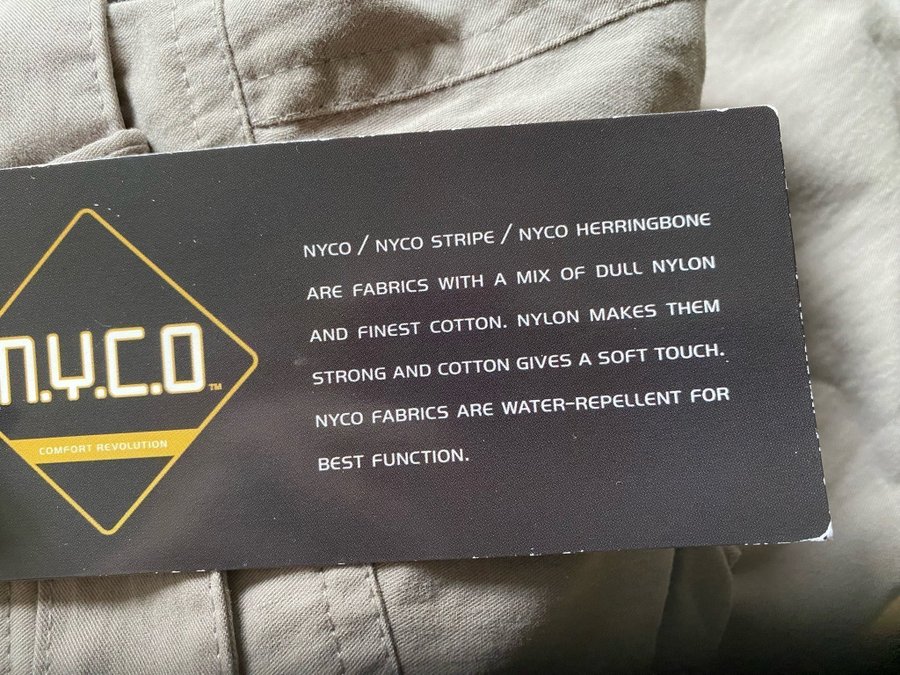 N.Y.C.O™
COMFORT REVOLUTION
NYCO / NYCO STRIPE / NYCO HERRINGBONE
ARE FABRICS WITH A MIX OF DULL NYLON
AND FINEST COTTON. NYLON MAKES THEM
STRONG AND COTTON GIVES A SOFT TOUCH.
NYCO FABRICS ARE WATER-REPELLENT FOR
BEST FUNCTION.